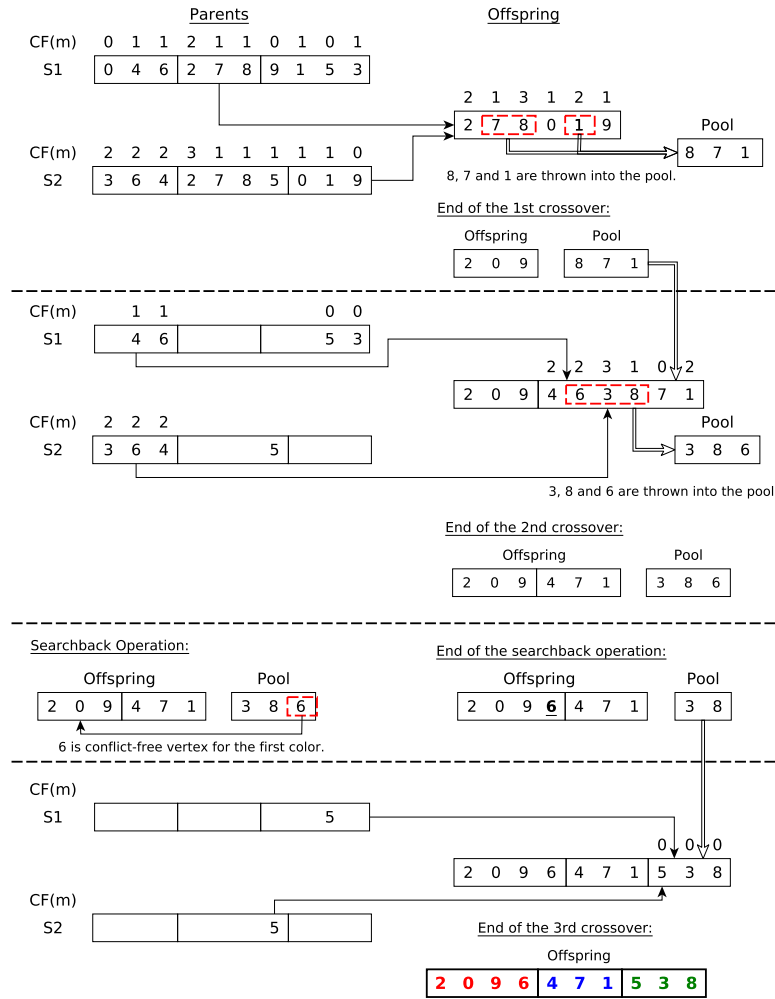 Parents Offspring
CF(m) 0 1 1 2 1 1 0 1 0 1
S1 0 4 6 2 7 8 9 1 5 3
2 1 3 1 2 1
2 7 8 0 1 9
Pool
8 7 1
CF(m) 2 2 2 3 1 1 1 1 1 0
S2 3 6 4 2 7 8 5 0 1 9
8, 7 and 1 are thrown into the pool.
End of the 1st crossover:
Offspring Pool
2 0 9 8 7 1
CF(m) 1 1 0 0
S1 4 6 5 3
2 2 3 1 0 2
2 0 9 4 6 3 8 7 1
CF(m) 2 2 2
S2 3 6 4 5
Pool
3 8 6
3, 8 and 6 are thrown into the pool
End of the 2nd crossover:
Offspring Pool
2 0 9 4 7 1 3 8 6
Searchback Operation:
Offspring Pool
2 0 9 4 7 1 3 8 6
6 is conflict-free vertex for the first color.
End of the searchback operation:
Offspring Pool
2 0 9 6 4 7 1 3 8
CF(m)
S1 5
0 0 0
2 0 9 6 4 7 1 5 3 8
CF(m)
S2 5
End of the 3rd crossover:
Offspring
2 0 9 6 4 7 1 5 3 8